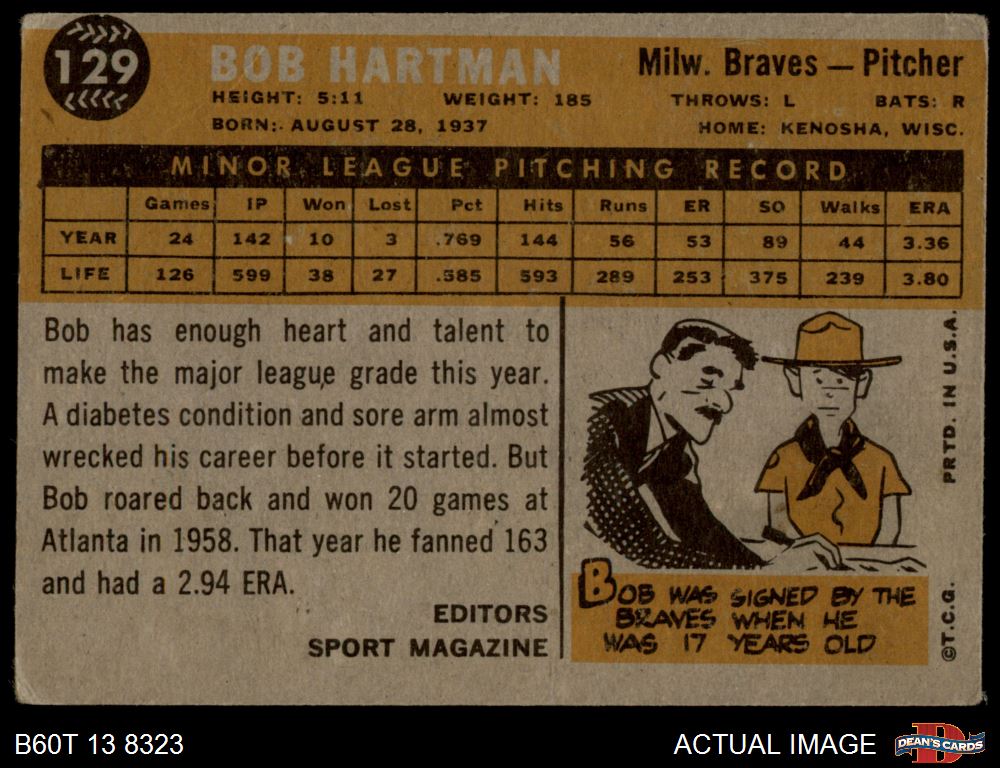 129
BOB HARTMAN
Milw. Braves — Pitcher
HEIGHT: 5:11 WEIGHT: 185 THROWS: L BATS: R
BORN: AUGUST 28, 1937 HOME: KENOSHA, WISC.
MINOR LEAGUE PITCHING RECORD
Games IP Won Lost Pct Hits Runs ER SO Walks ERA
YEAR 24 142 10 3 .769 144 56 53 89 44 3.36
LIFE 126 599 38 27 .585 593 289 253 375 239 3.80
Bob has enough heart and talent to
make the major league grade this year.
A diabetes condition and sore arm almost
wrecked his career before it started. But
Bob roared back and won 20 games at
Atlanta in 1958. That year he fanned 163
and had a 2.94 ERA.
EDITORS
SPORT MAGAZINE
BOB WAS SIGNED BY THE
BRAVES WHEN HE
WAS 17 YEARS OLD
©T.C.G. PRTD. IN U.S.A.
B60T 13 8323
ACTUAL IMAGE
D
DEAN'S CARDS